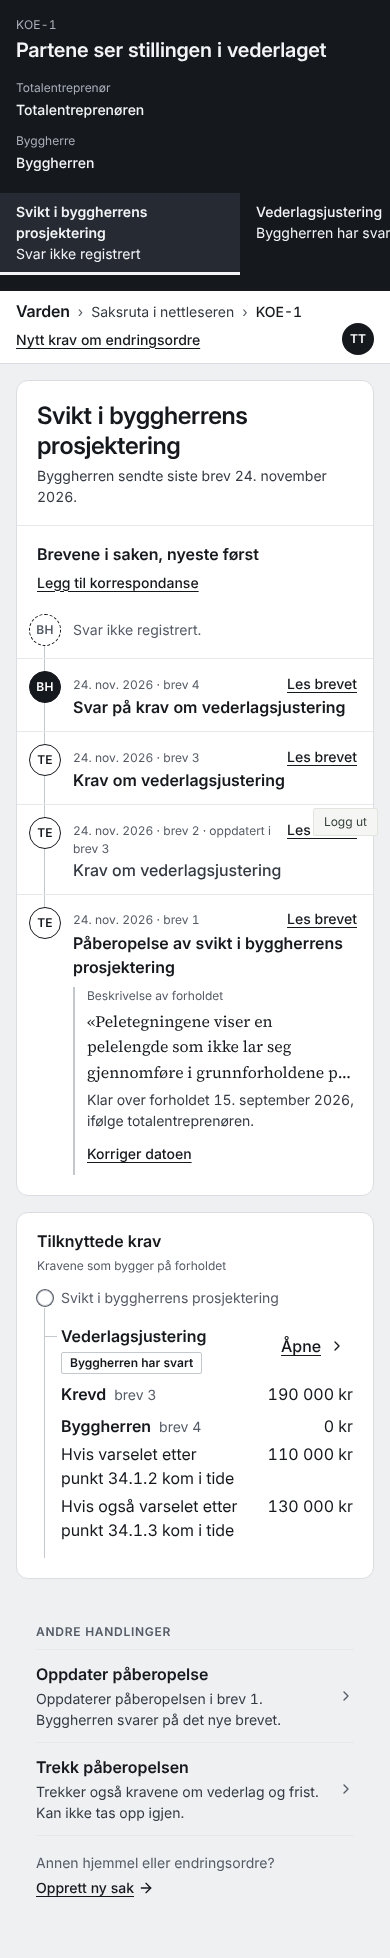 KOE-1
Partene ser stillingen i vederlaget
Totalentreprenør
Totalentreprenøren
Byggherre
Byggherren
Svikt i byggherrens
prosjektering
Svar ikke registrert
Vederlagsjustering
Byggherren har svar
Varden › Saksruta i nettleseren › KOE-1
Nytt krav om endringsordre
TT
Svikt i byggherrens
prosjektering
Byggherren sendte siste brev 24. november
2026.
Brevene i saken, nyeste først
Legg til korrespondanse
BH Svar ikke registrert.
BH 24. nov. 2026 · brev 4 Les brevet
Svar på krav om vederlagsjustering
TE 24. nov. 2026 · brev 3 Les brevet
Krav om vederlagsjustering
TE 24. nov. 2026 · brev 2 · oppdatert i Les
brev 3
Logg ut
Krav om vederlagsjustering
TE 24. nov. 2026 · brev 1 Les brevet
Påberopelse av svikt i byggherrens
prosjektering
Beskrivelse av forholdet
«Peletegningene viser en
pelelengde som ikke lar seg
gjennomføre i grunnforholdene p…
Klar over forholdet 15. september 2026,
ifølge totalentreprenøren.
Korriger datoen
Tilknyttede krav
Kravene som bygger på forholdet
Svikt i byggherrens prosjektering
Vederlagsjustering
Byggherren har svart
Åpne
Krevd brev 3 190 000 kr
Byggherren brev 4 0 kr
Hvis varselet etter 110 000 kr
punkt 34.1.2 kom i tide
Hvis også varselet etter 130 000 kr
punkt 34.1.3 kom i tide
ANDRE HANDLINGER
Oppdater påberopelse
Oppdaterer påberopelsen i brev 1.
Byggherren svarer på det nye brevet.
Trekk påberopelsen
Trekker også kravene om vederlag og frist.
Kan ikke tas opp igjen.
Annen hjemmel eller endringsordre?
Opprett ny sak →